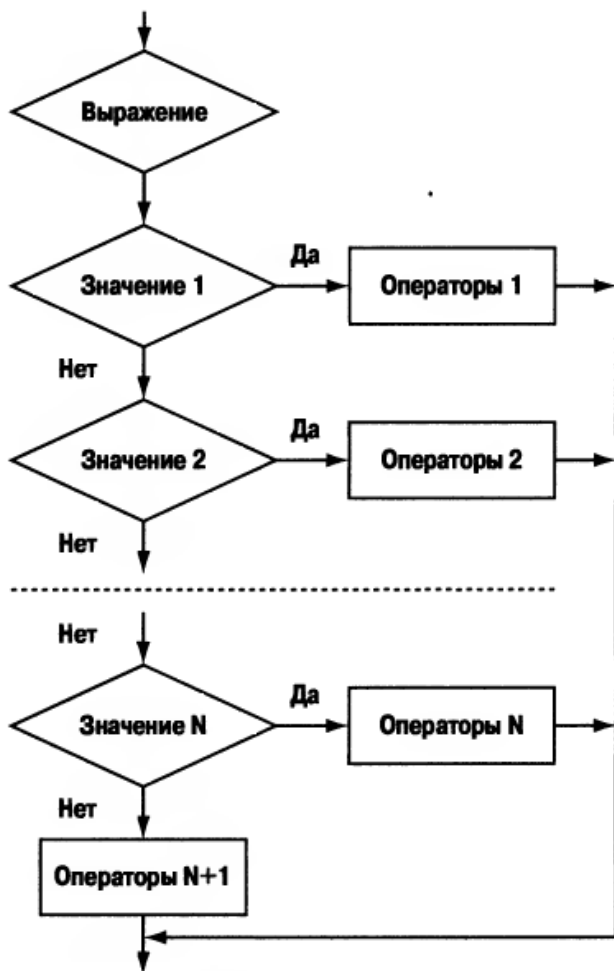 Выражение
Да
Значение 1
Операторы 1
Нет
Да
Значение 2
Операторы 2
Нет
Нет
Да
Значение N
Операторы N
Нет
Операторы N+1